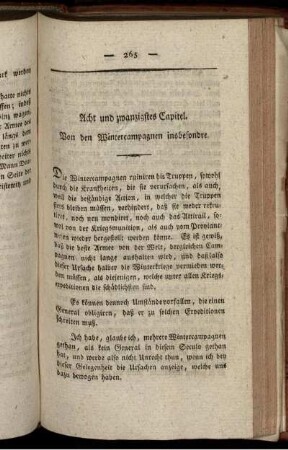 — 265 —
Acht und zwanzigstes Capitel.
Von den Wintercampagnen insbesondre.
Die Wintercampagnen ruiniren die Truppen, sowohl
durch die Krankheiten, die sie verursachen, als auch,
weil die beständige Action, in welcher die Truppen
stets bleiben müssen, verhindert, daß sie weder rekru-
tiret, noch neu mondiret, noch auch das Attirail, so-
wohl von der Kriegsmunition, als auch vom Provians-
wesen wieder hergestellt werden könne. Es ist gewiß,
daß die beste Armee von der Welt, dergleichen Cam-
pagnen nicht lange aushalten wird, und daß also
dieser Ursache halber die Winterkriege vermieden wer-
den müssen, als diejenigen, welche unter allen Kriegs-
expeditionen die schädlichsten sind.
Es können dennoch Umstände vorfallen, die einen
General obligiren, daß er zu solchen Expeditionen
schreiten muß.
Ich habe, glaube ich, mehrere Wintercampagnen
gethan, als kein General in diesem Seculo gethan
hat, und werde also nicht Unrecht thun, wenn ich bey
dieser Gelegenheit die Ursachen anzeige, welche uns
dazu bewogen haben.